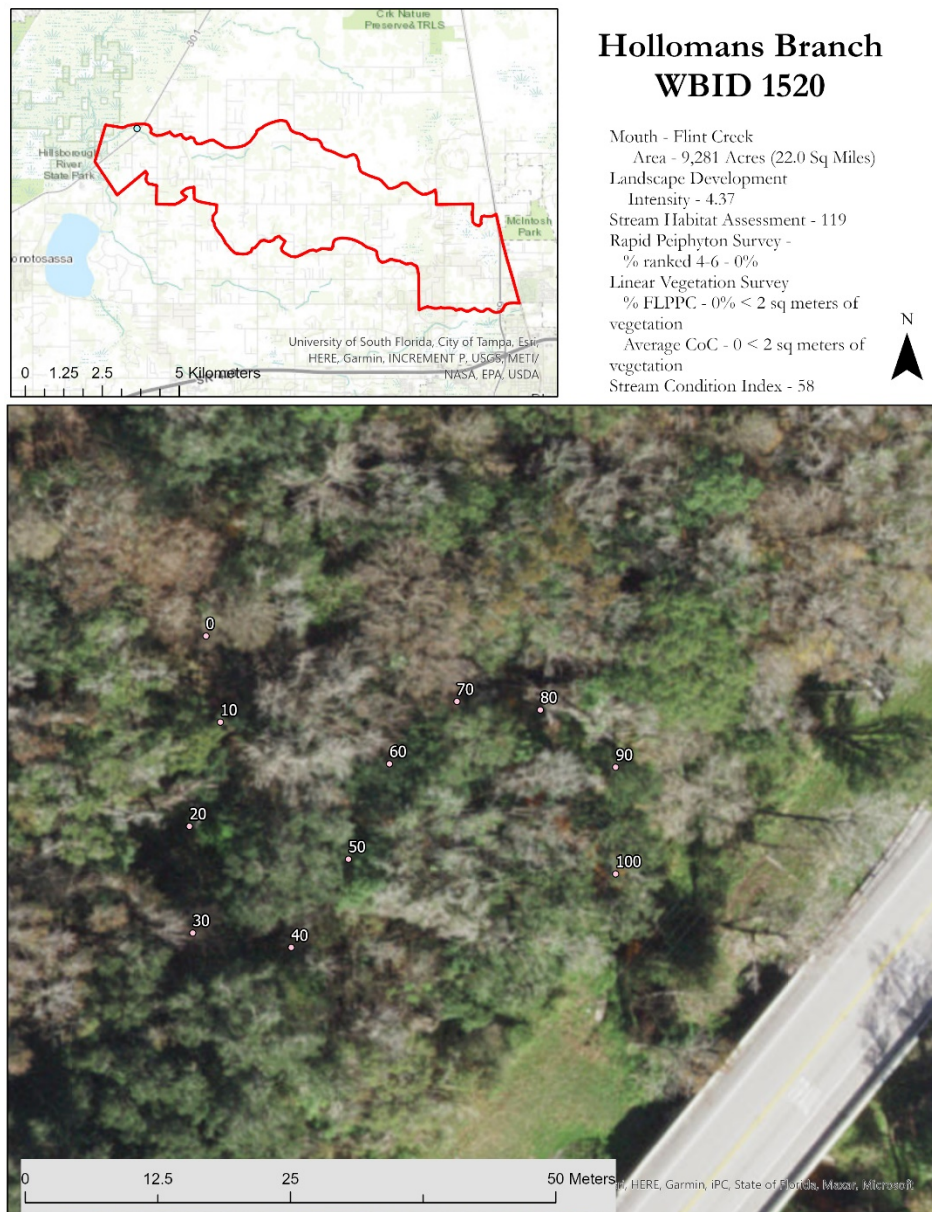 Crk Nature
Preserve& TRLS
301
Hillsborough
River
State Park
McIntosh
Park
onotosassa
University of South Florida, City of Tampa, Esri,
HERE, Garmin, INCREMENT P, USGS, METI/
NASA, EPA, USDA
0 1.25 2.5 5 Kilometers
Hollomans Branch
WBID 1520
Mouth - Flint Creek
Area - 9,281 Acres (22.0 Sq Miles)
Landscape Development
Intensity - 4.37
Stream Habitat Assessment - 119
Rapid Peiphyton Survey -
% ranked 4-6 - 0%
Linear Vegetation Survey
% FLPPC - 0% < 2 sq meters of
vegetation
Average CoC - 0 < 2 sq meters of
vegetation
Stream Condition Index - 58
N
0
10
20
30
40
50
60
70
80
90
100
0 12.5 25 50 Meters
HERE, Garmin, iPC, State of Florida, Maxar, Microsoft